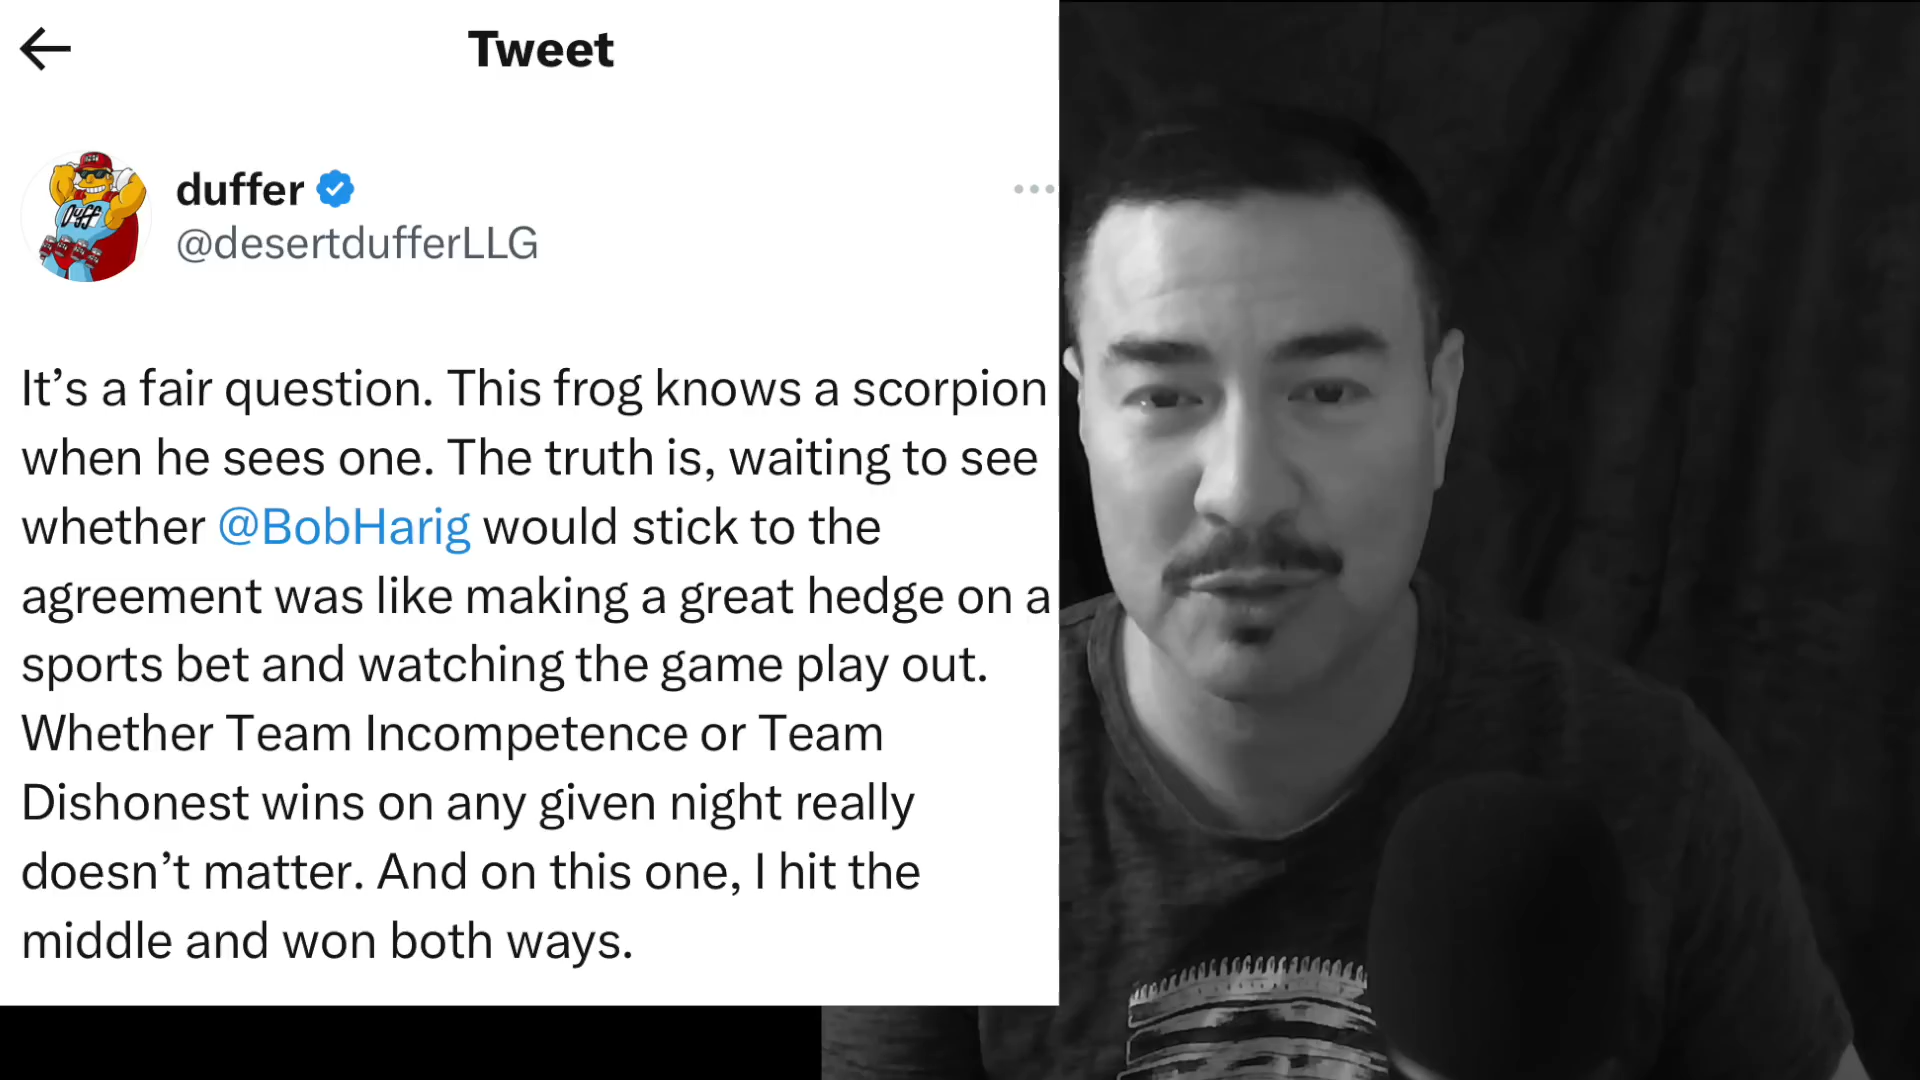 Tweet
duffer
@desertdufferLLG
It’s a fair question. This frog knows a scorpion
when he sees one. The truth is, waiting to see
whether @BobHarig would stick to the
agreement was like making a great hedge on a
sports bet and watching the game play out.
Whether Team Incompetence or Team
Dishonest wins on any given night really
doesn’t matter. And on this one, I hit the
middle and won both ways.
Duff